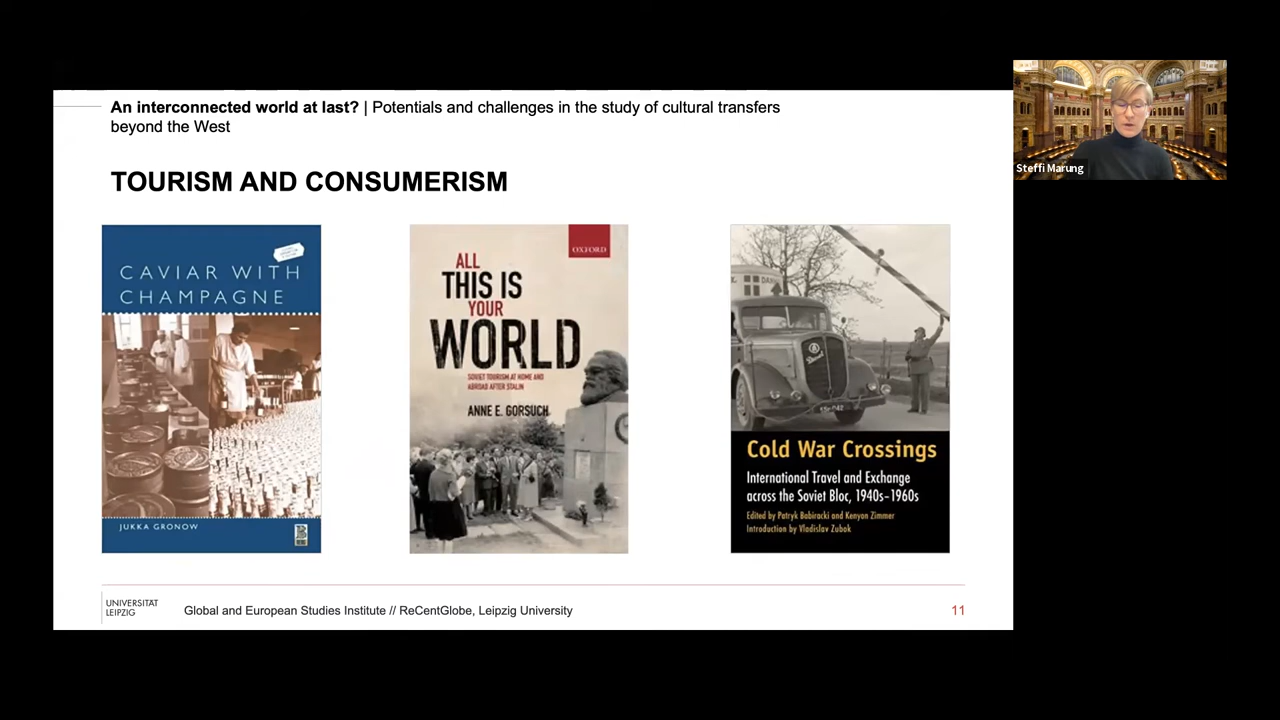 An interconnected world at last? | Potentials and challenges in the study of cultural transfers
beyond the West
TOURISM AND CONSUMERISM
CAVIAR WITH
CHAMPAGNE
JUKKA GRONOW
OXFORD
ALL
THIS IS
YOUR
WORLD
SOVIET TOURISM AT HOME AND
ABROAD AFTER STALIN
ANNE E. GORSUCH
Cold War Crossings
International Travel and Exchange
across the Soviet Bloc, 1940s–1960s
Edited by Patryk Babiracki and Kenyon Zimmer
Introduction by Vladislav Zubok
UNIVERSITÄT
LEIPZIG
Global and European Studies Institute // ReCentGlobe, Leipzig University
11
Steffi Marung